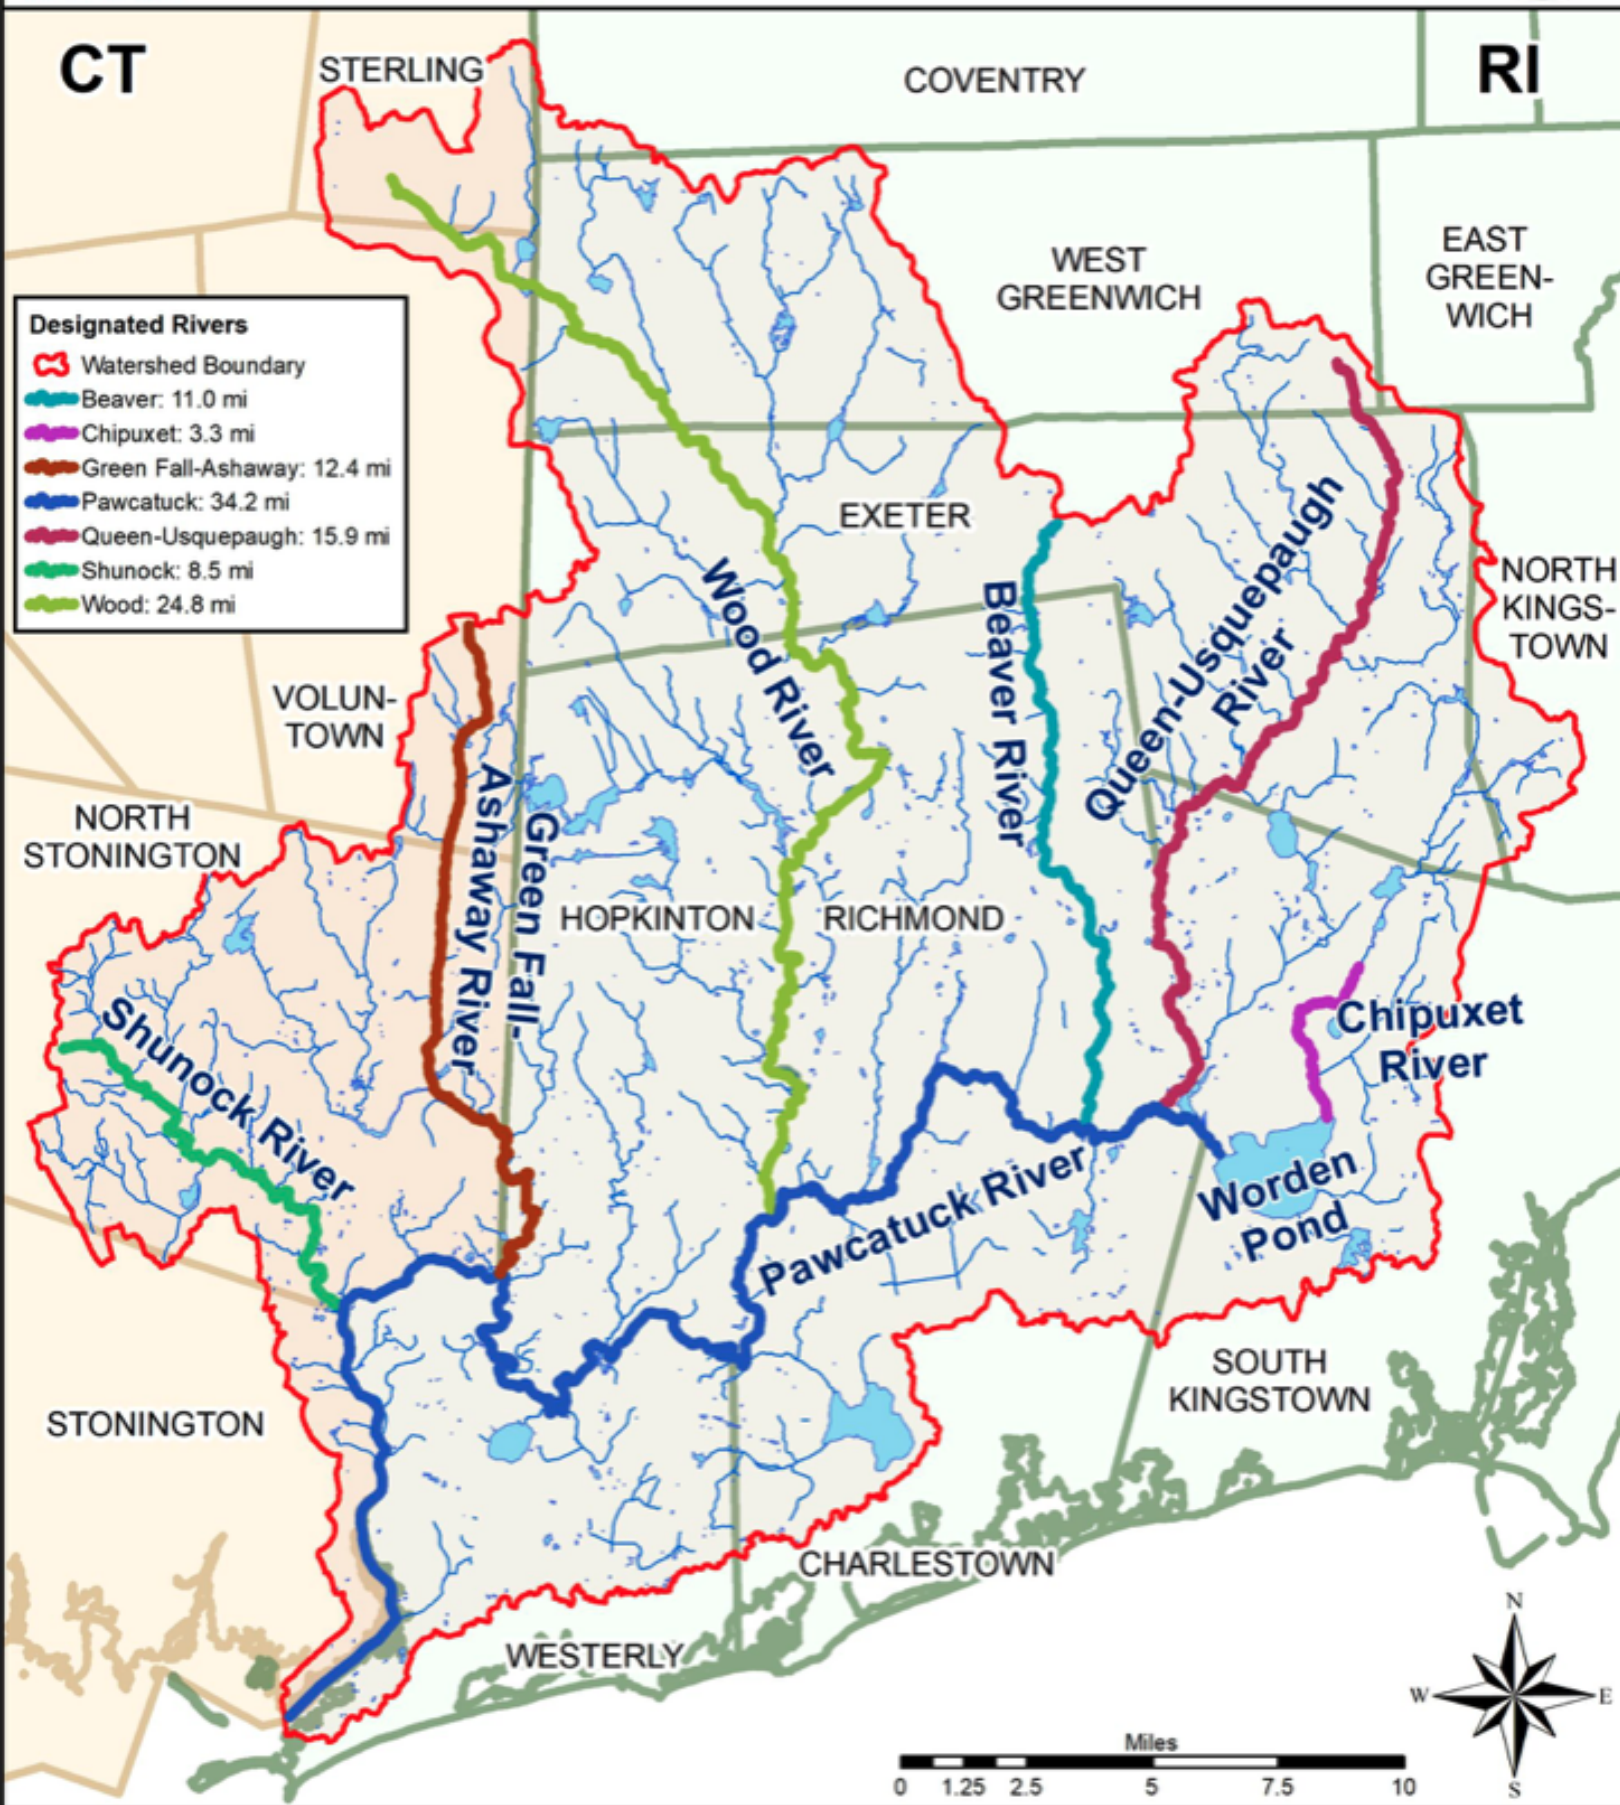 CT
STERLING
COVENTRY
RI
WEST
GREENWICH
EAST
GREEN-
WICH
Designated Rivers
Watershed Boundary
Beaver: 11.0 mi
Chipuxet: 3.3 mi
Green Fall-Ashaway: 12.4 mi
Pawcatuck: 34.2 mi
Queen-Usquepaugh: 15.9 mi
Shunock: 8.5 mi
Wood: 24.8 mi
EXETER
NORTH
KINGS-
TOWN
Wood River
Beaver River
Queen-Usquepaugh
River
VOLUN-
TOWN
Green Fall-
Ashaway River
NORTH
STONINGTON
HOPKINTON
RICHMOND
Shunock River
Chipuxet
River
Pawcatuck River
Worden
Pond
SOUTH
KINGSTOWN
STONINGTON
CHARLESTOWN
WESTERLY
N
W
E
S
Miles
0 1.25 2.5 5 7.5 10